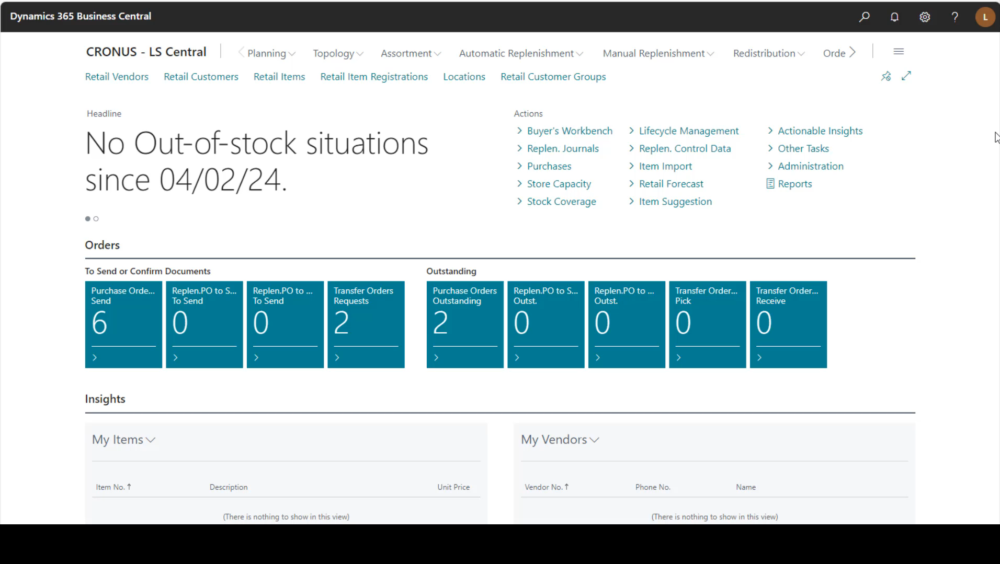 Dynamics 365 Business Central
L
CRONUS - LS Central
Planning
Topology
Assortment
Automatic Replenishment
Manual Replenishment
Redistribution
Orde
Retail Vendors
Retail Customers
Retail Items
Retail Item Registrations
Locations
Retail Customer Groups
Headline
No Out-of-stock situations
since 04/02/24.
Actions
Buyer's Workbench
Replen. Journals
Purchases
Store Capacity
Stock Coverage
Lifecycle Management
Replen. Control Data
Item Import
Retail Forecast
Item Suggestion
Actionable Insights
Other Tasks
Administration
Reports
Orders
To Send or Confirm Documents
Purchase Orde...
Send
6
Replen.PO to S...
To Send
0
Replen.PO to ...
To Send
0
Transfer Orders
Requests
2
Outstanding
Purchase Orders
Outstanding
2
Replen.PO to S...
Outst.
0
Replen.PO to ...
Outst.
0
Transfer Order...
Pick
0
Transfer Order...
Receive
0
Insights
My Items
Item No. ↑
Description
Unit Price
(There is nothing to show in this view)
My Vendors
Vendor No. ↑
Phone No.
Name
(There is nothing to show in this view)